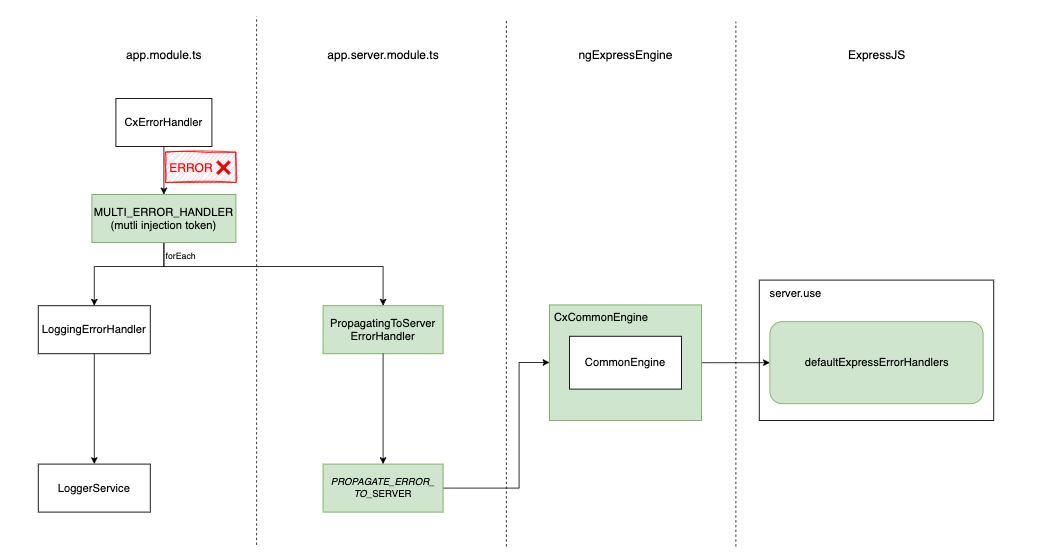 app.module.ts
app.server.module.ts
ngExpressEngine
ExpressJS
CxErrorHandler
ERROR ❌
MULTI_ERROR_HANDLER
(mutli injection token)
forEach
LoggingErrorHandler
PropagatingToServer
ErrorHandler
CxCommonEngine
CommonEngine
server.use
defaultExpressErrorHandlers
LoggerService
PROPAGATE_ERROR_
TO_SERVER